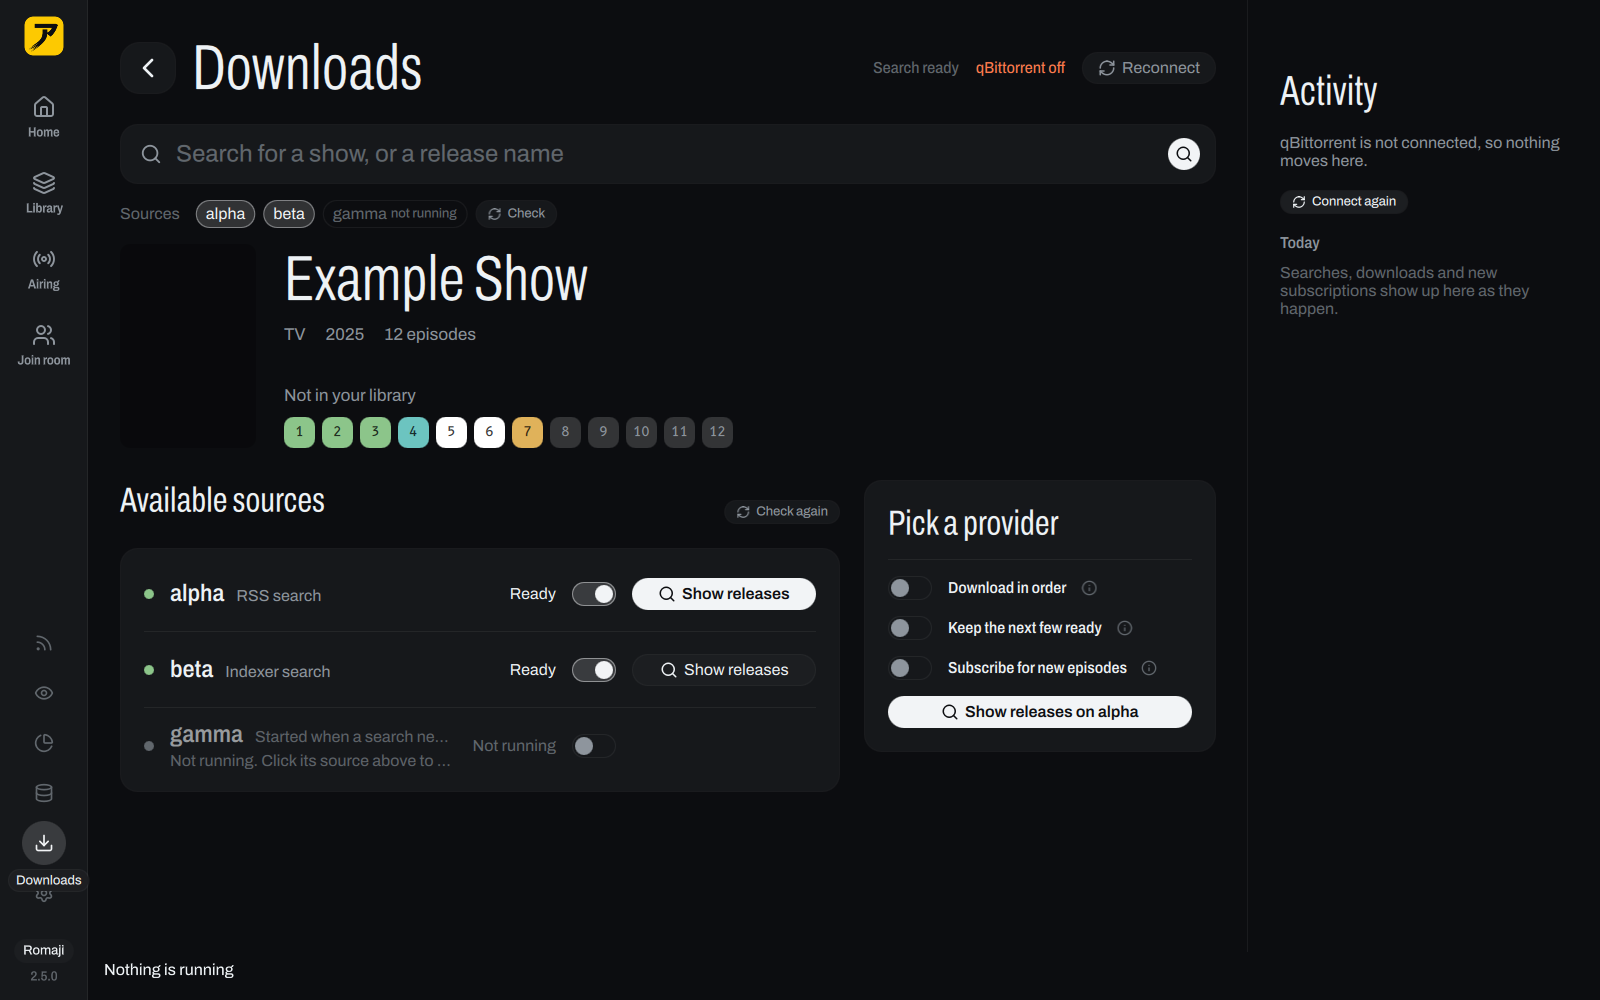 ア
Home
Library
Airing
Join room
Downloads
Romaji
2.5.0
Downloads
Search ready
qBittorrent off
Reconnect
Search for a show, or a release name
Sources
alpha
beta
gamma not running
Check
Example Show
TV 2025 12 episodes
Not in your library
1 2 3 4 5 6 7 8 9 10 11 12
Available sources
Check again
alpha RSS search
Ready
Show releases
beta Indexer search
Ready
Show releases
gamma Started when a search ne...
Not running. Click its source above to ...
Not running
Pick a provider
Download in order
Keep the next few ready
Subscribe for new episodes
Show releases on alpha
Activity
qBittorrent is not connected, so nothing
moves here.
Connect again
Today
Searches, downloads and new
subscriptions show up here as they
happen.
Nothing is running